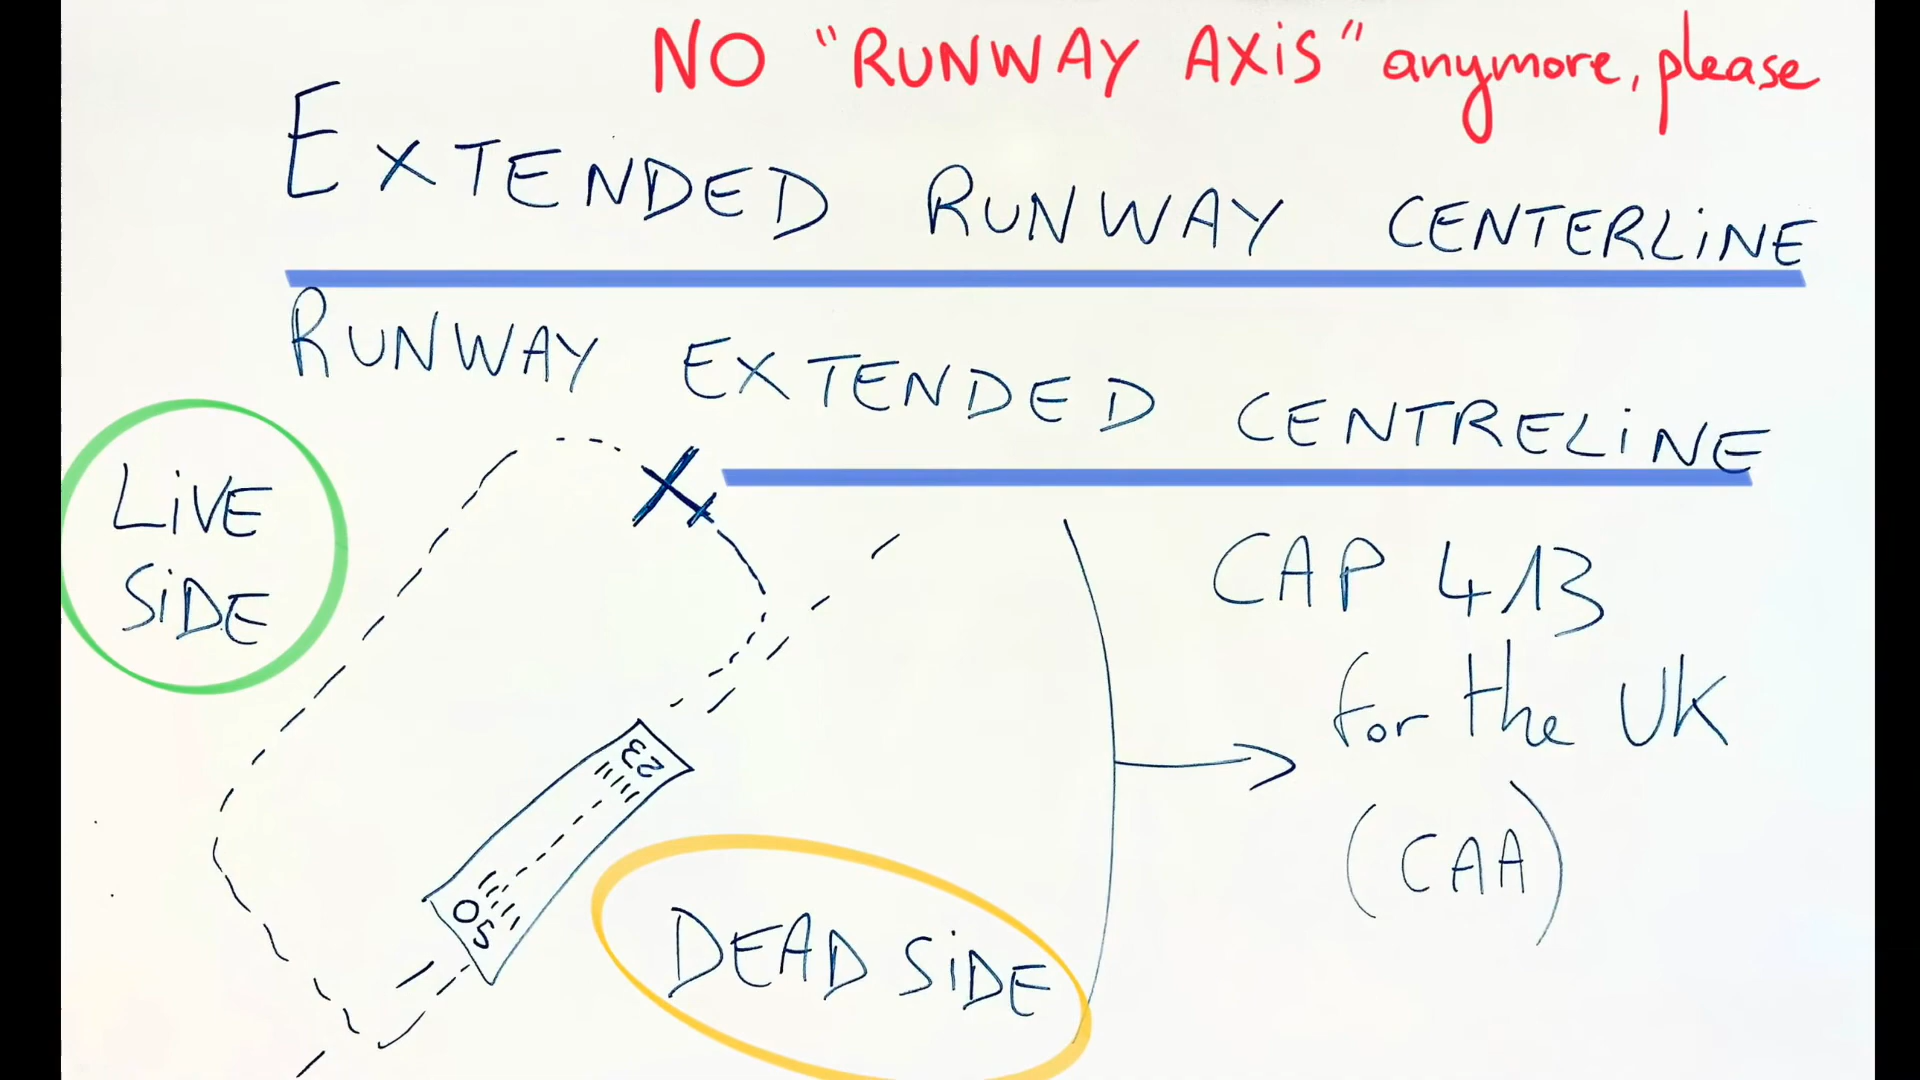 NO "RUNWAY AXiS" anymore, please
EXTENDED RUNWAY CENTERLiNE
RUNWAY EXTENDED CENTRELiNE
LiVE
SiDE
CAP 413
for the UK
(CAA)
23
05
DEAD SiDE